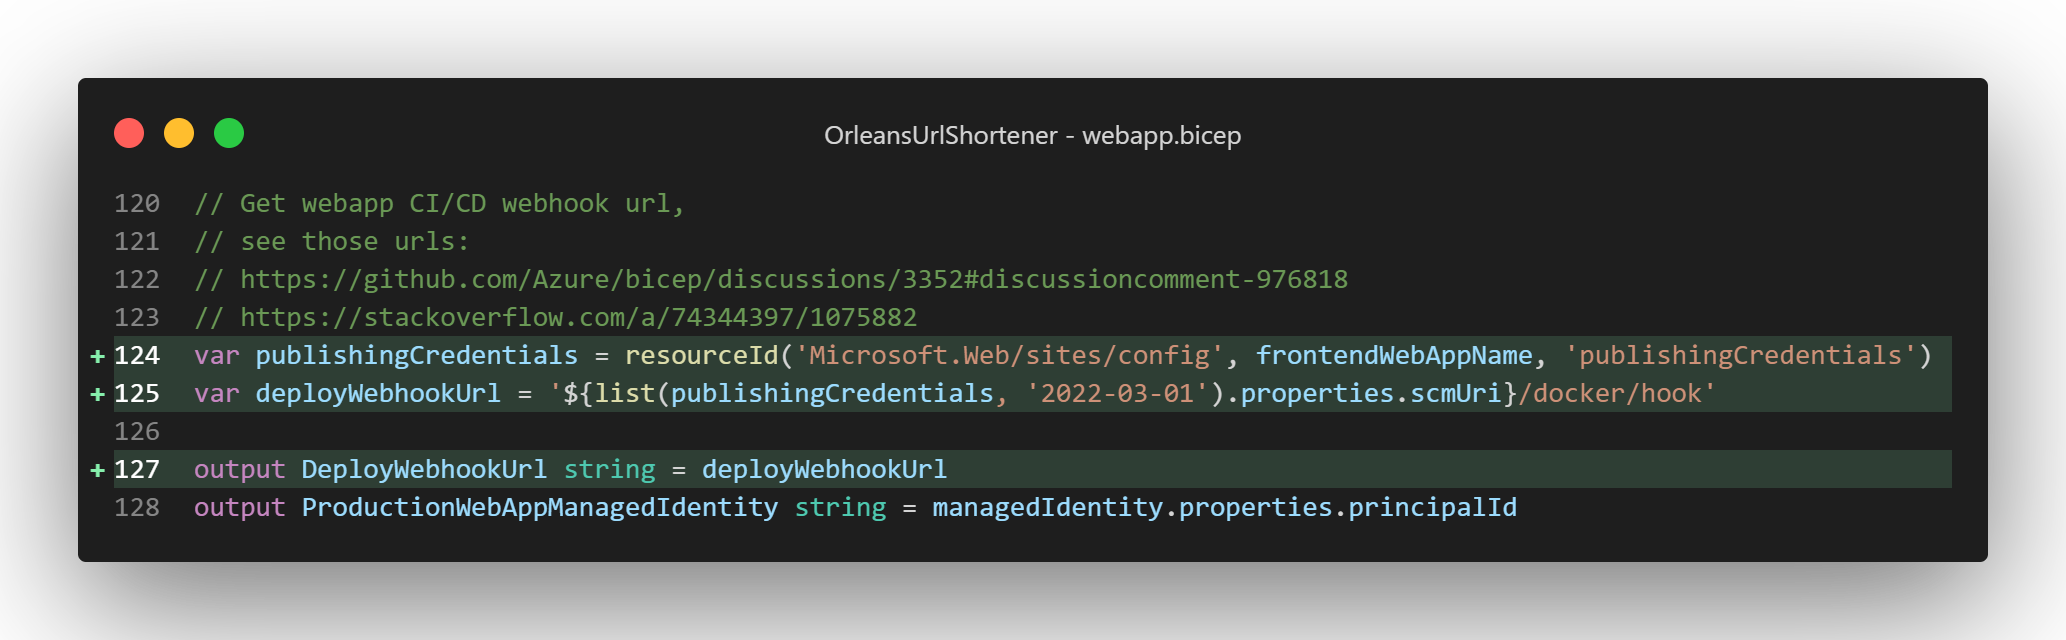 OrleansUrlShortener - webapp.bicep
120 // Get webapp CI/CD webhook url,
121 // see those urls:
122 // https://github.com/Azure/bicep/discussions/3352#discussioncomment-976818
123 // https://stackoverflow.com/a/74344397/1075882
+ 124 var publishingCredentials = resourceId('Microsoft.Web/sites/config', frontendWebAppName, 'publishingCredentials')
+ 125 var deployWebhookUrl = '${list(publishingCredentials, '2022-03-01').properties.scmUri}/docker/hook'
126
+ 127 output DeployWebhookUrl string = deployWebhookUrl
128 output ProductionWebAppManagedIdentity string = managedIdentity.properties.principalId